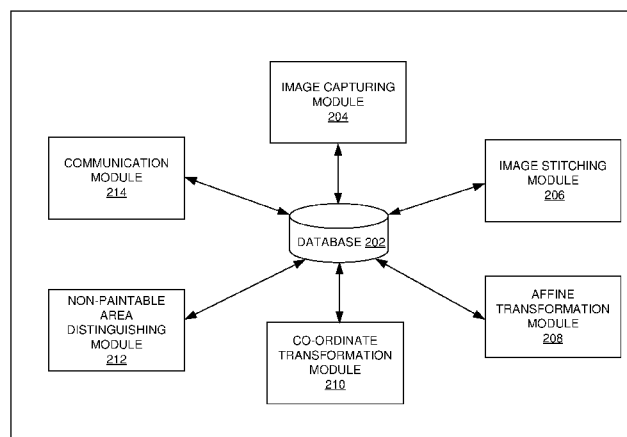 IMAGE CAPTURING
MODULE
204
COMMUNICATION
MODULE
214
IMAGE STITCHING
MODULE
206
DATABASE 202
NON-PAINTABLE
AREA
DISTINGUISHING
MODULE
212
CO-ORDINATE
TRANSFORMATION
MODULE
210
AFFINE
TRANSFORMATION
MODULE
208